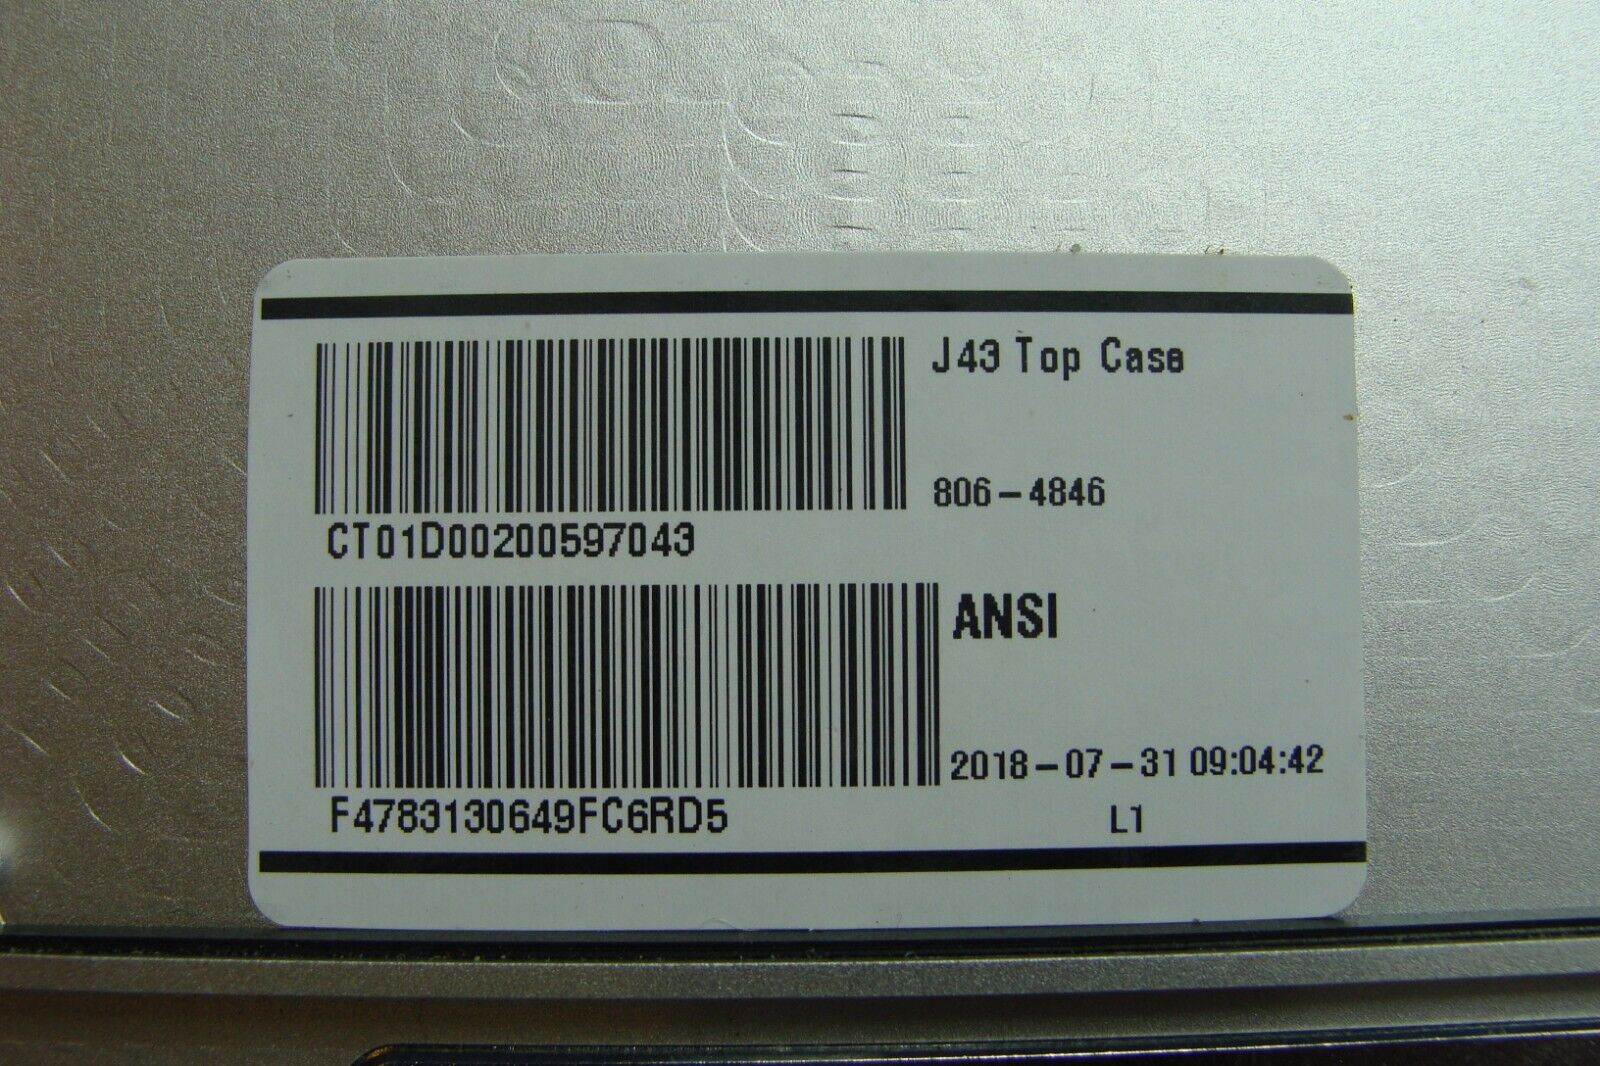 J43 Top Case
806-4846
CT01D00200597043
ANSI
2018-07-31 09:04:42
F4783130649FC6RD5
L1